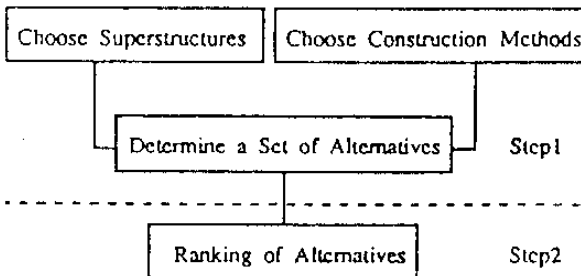 Choose Superstructures
Choose Construction Methods
Determine a Set of Alternatives
Step1
Ranking of Alternatives
Step2